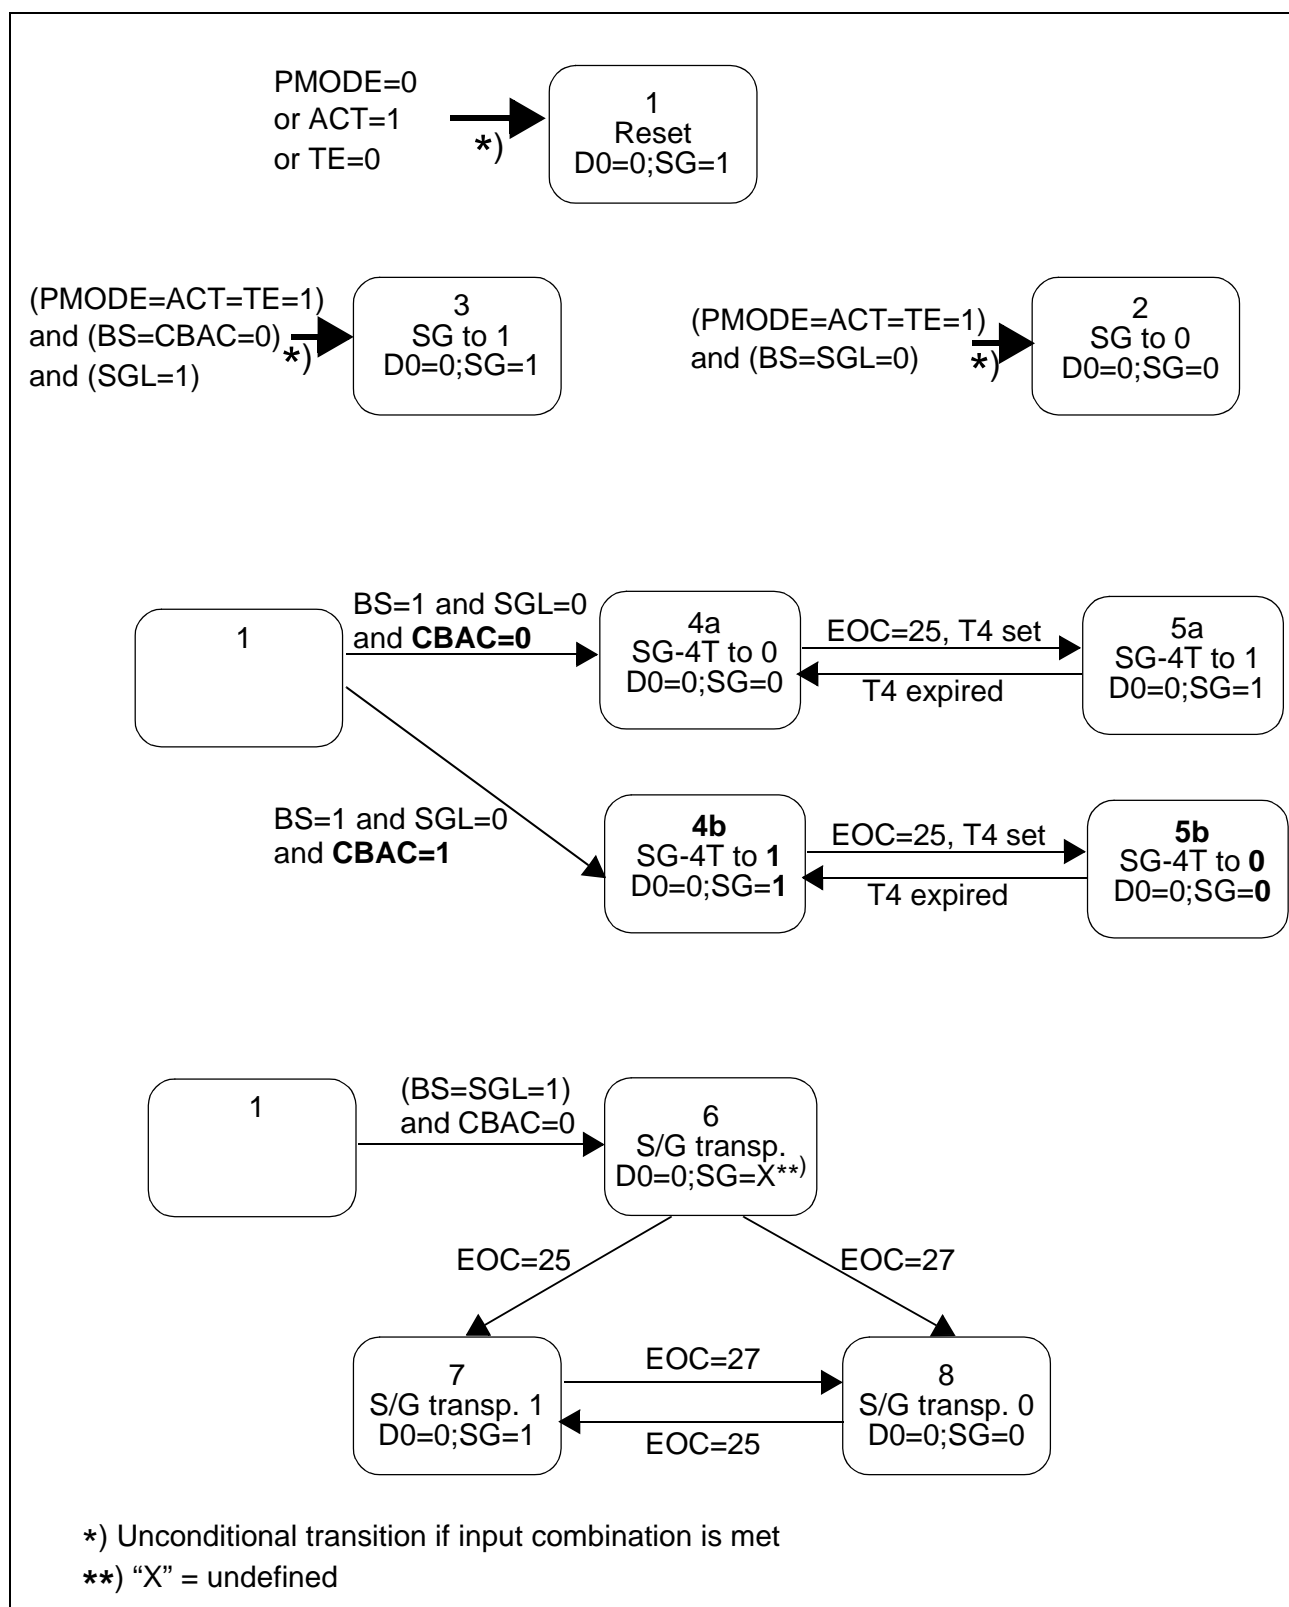 PMODE=0
or ACT=1
or TE=0
*)
1
Reset
D0=0;SG=1
(PMODE=ACT=TE=1)
and (BS=CBAC=0)
and (SGL=1)
*)
3
SG to 1
D0=0;SG=1
(PMODE=ACT=TE=1)
and (BS=SGL=0)
*)
2
SG to 0
D0=0;SG=0
1
BS=1 and SGL=0
and CBAC=0
4a
SG-4T to 0
D0=0;SG=0
EOC=25, T4 set
T4 expired
5a
SG-4T to 1
D0=0;SG=1
BS=1 and SGL=0
and CBAC=1
4b
SG-4T to 1
D0=0;SG=1
EOC=25, T4 set
T4 expired
5b
SG-4T to 0
D0=0;SG=0
1
(BS=SGL=1)
and CBAC=0
6
S/G transp.
D0=0;SG=X**)
EOC=25
EOC=27
7
S/G transp. 1
D0=0;SG=1
EOC=27
EOC=25
8
S/G transp. 0
D0=0;SG=0
*) Unconditional transition if input combination is met
**) “X” = undefined